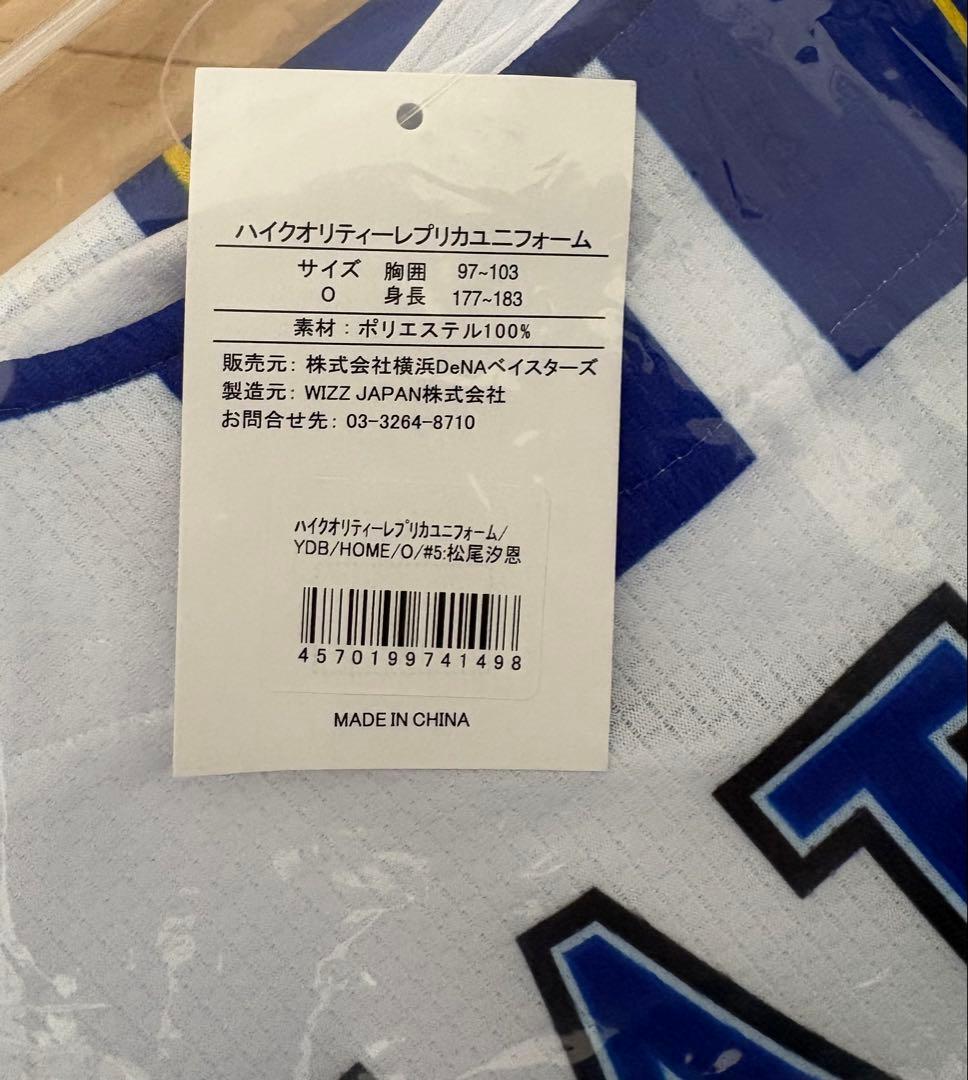 ハイクオリティーレプリカユニフォーム
サイズ 胸囲 97~103
O 身長 177~183
素材：ポリエステル100%
販売元：株式会社横浜DeNAベイスターズ
製造元：WIZZ JAPAN株式会社
お問合せ先：03-3264-8710
ﾊｲｸｵﾘﾃｨｰﾚﾌﾟﾘｶﾕﾆﾌｫｰﾑ/
YDB/HOME/O/#5:松尾汐恩
4570199741498
MADE IN CHINA